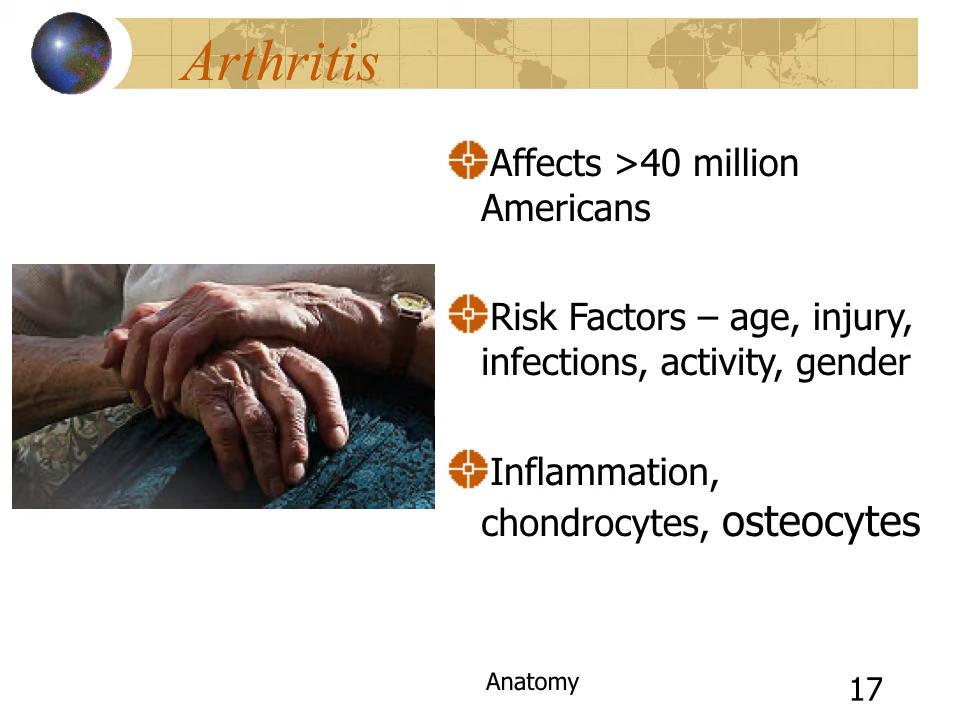 Arthritis
Affects >40 million
Americans
Risk Factors – age, injury,
infections, activity, gender
Inflammation,
chondrocytes, osteocytes
Anatomy
17